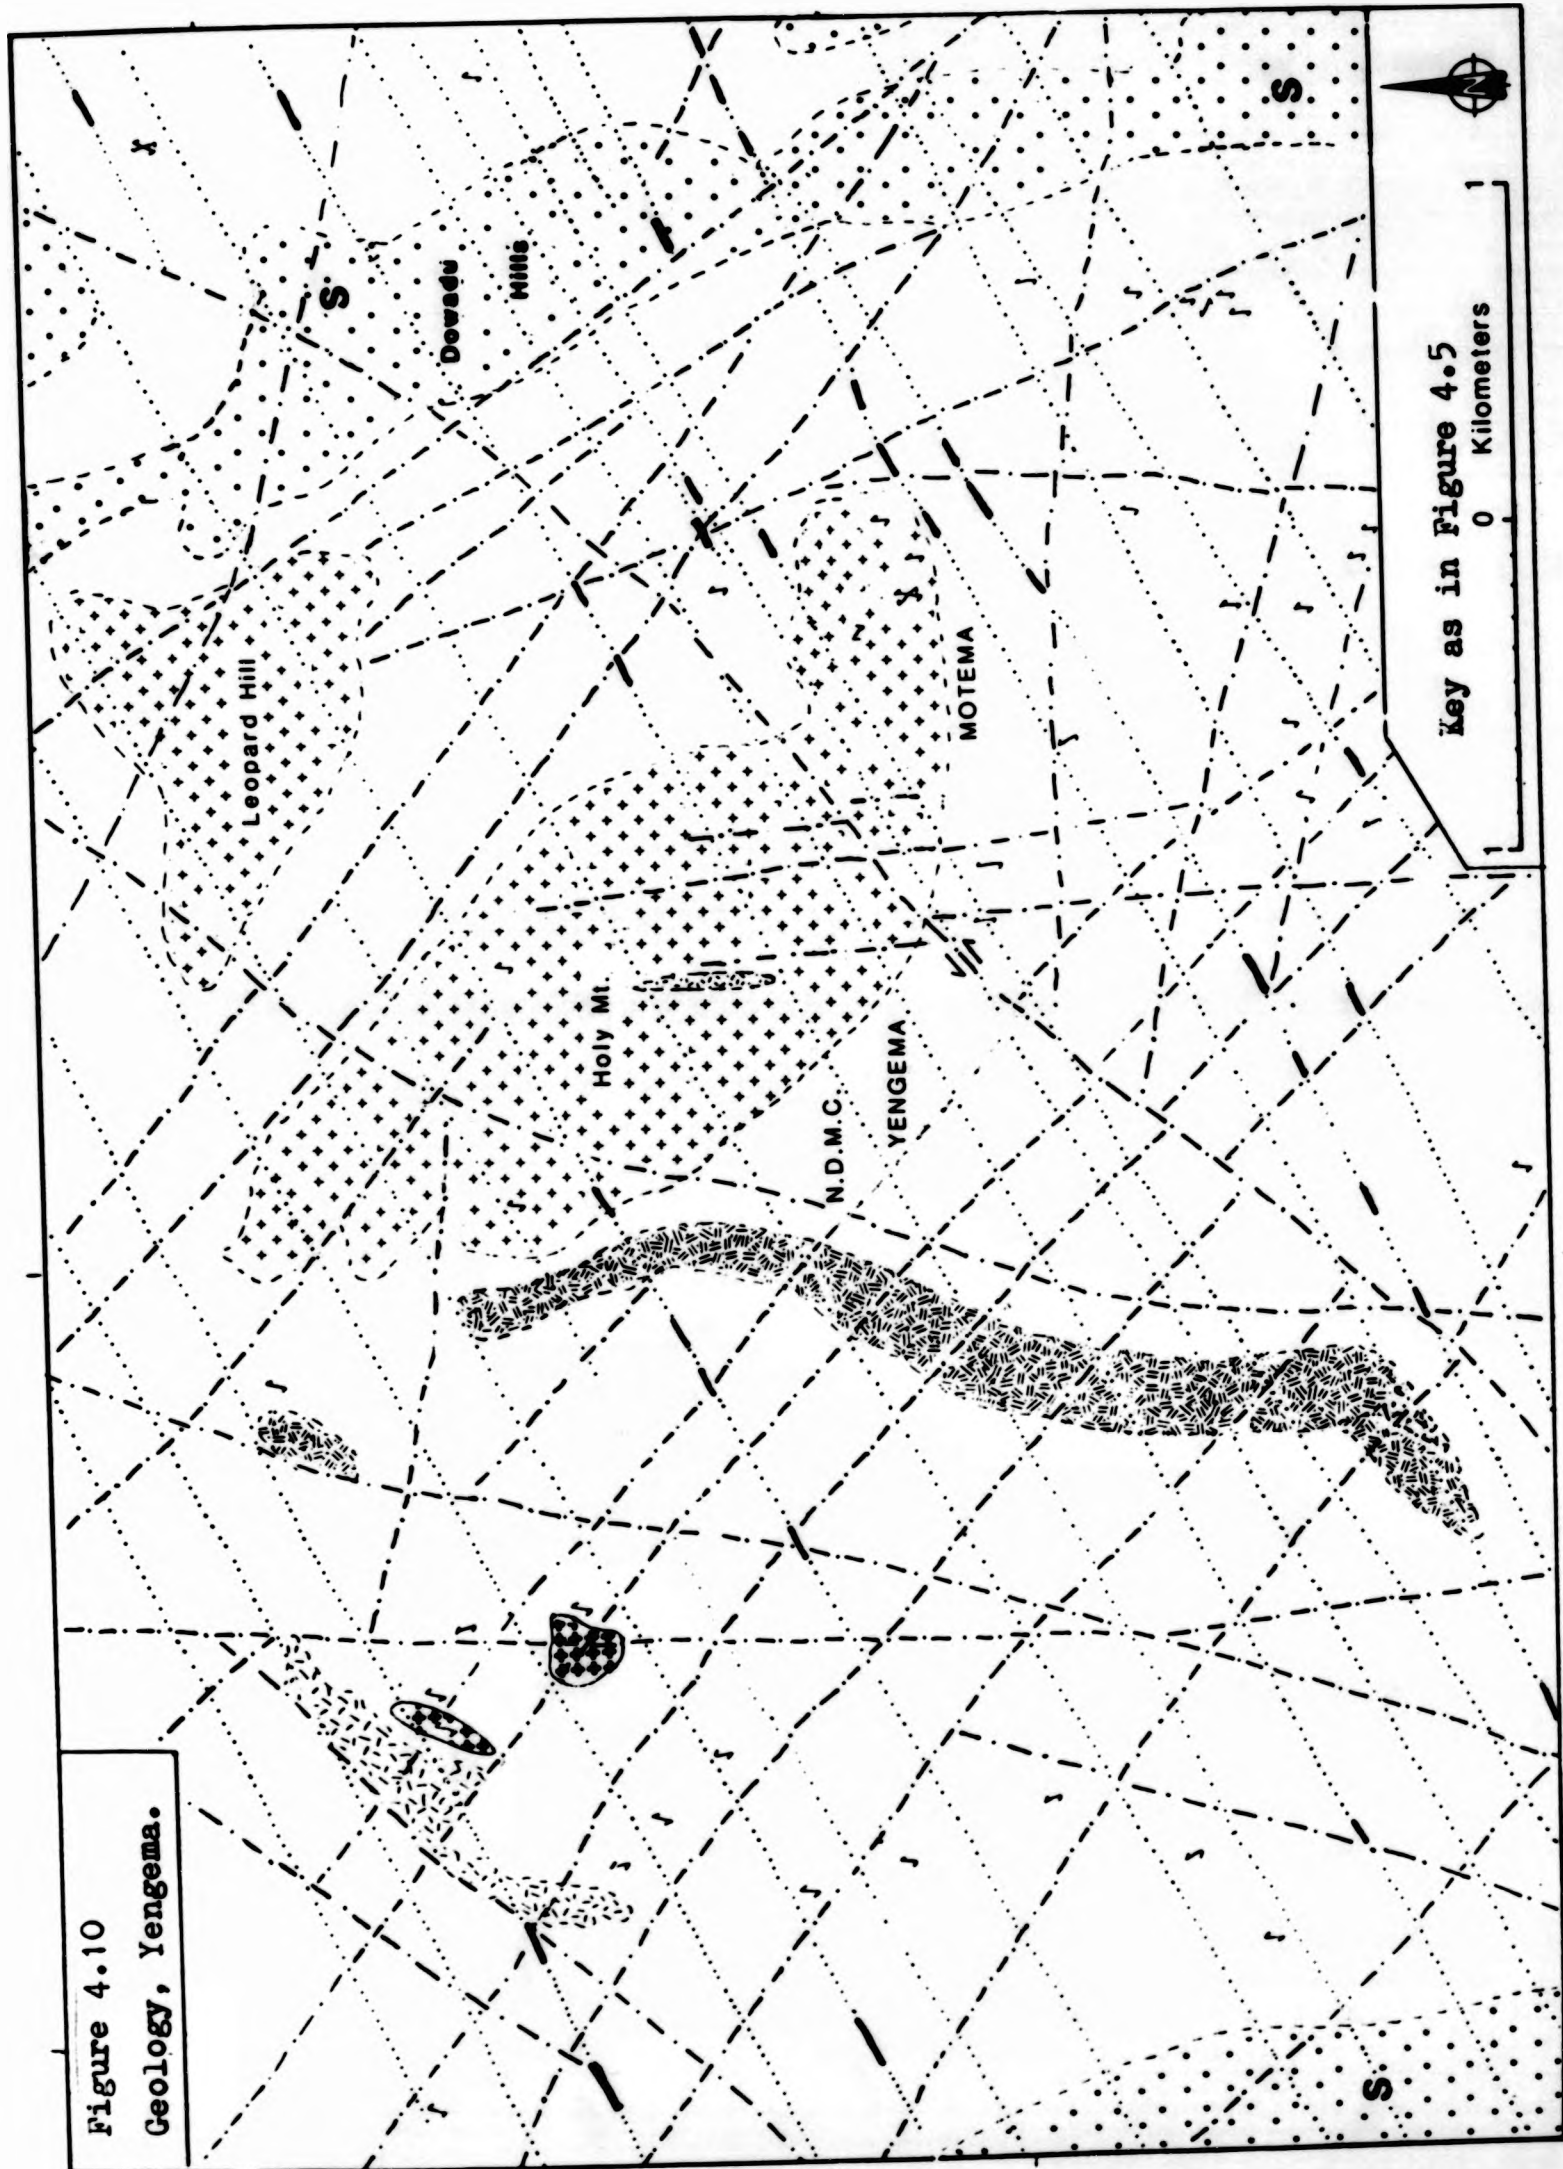 Figure 4.10
Geology, Yengema.
Leopard Hill
Dowadu
Hills
S
S
Holy Mt.
N.D.M.C.
YENGEMA
MOTEMA
S
Key as in Figure 4.5
1 0 1
Kilometers
N